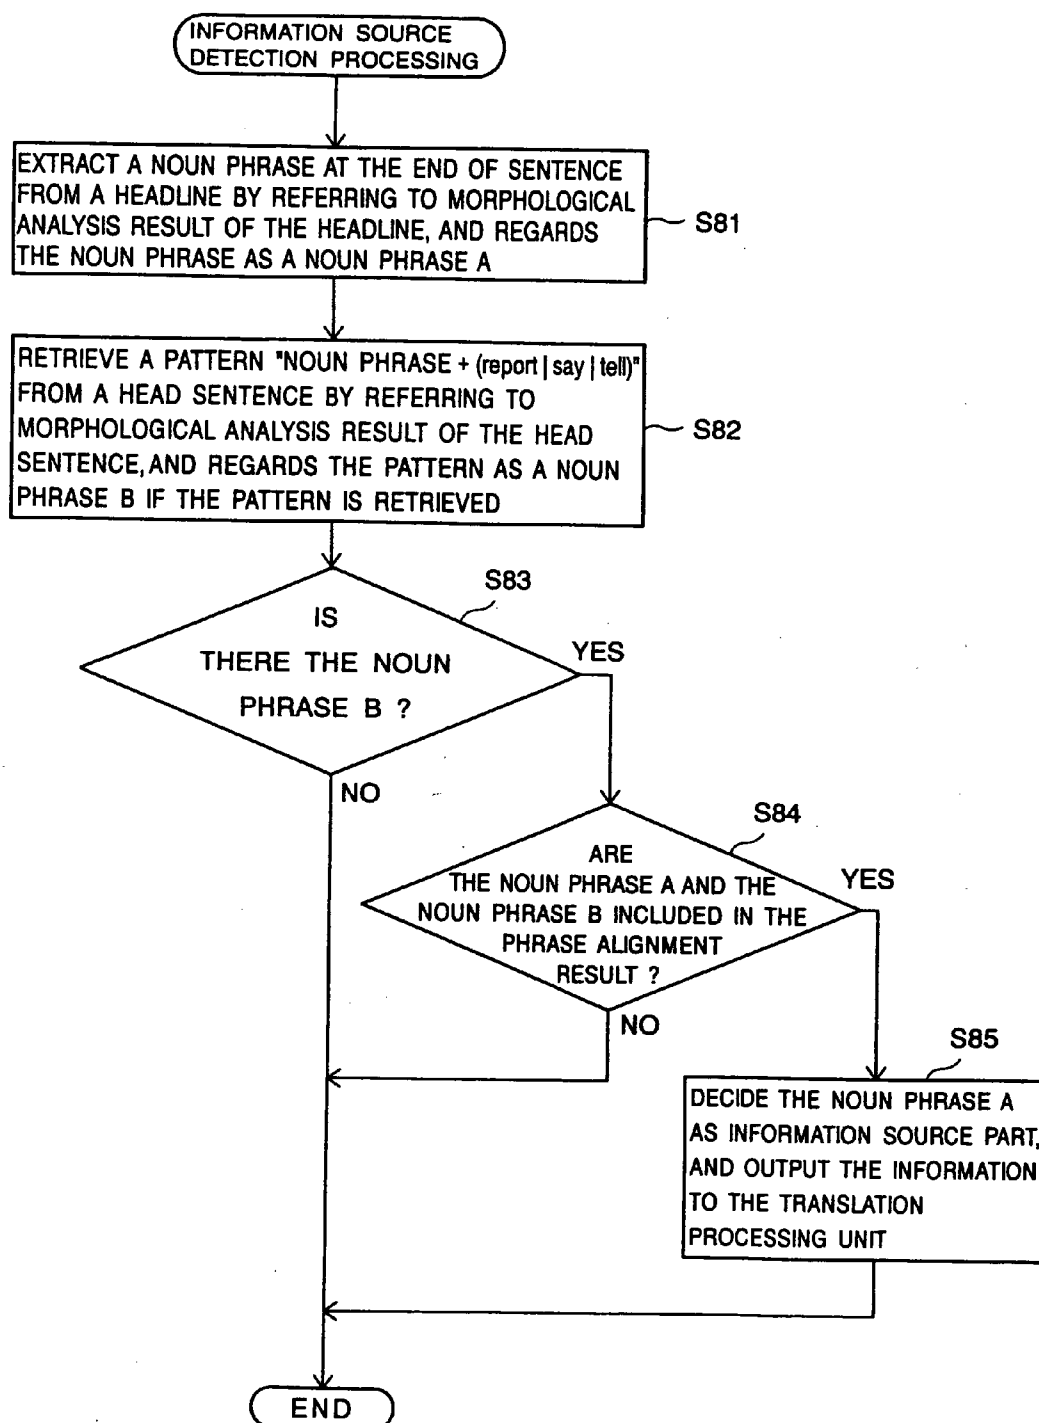 INFORMATION SOURCE
DETECTION PROCESSING
EXTRACT A NOUN PHRASE AT THE END OF SENTENCE
FROM A HEADLINE BY REFERRING TO MORPHOLOGICAL
ANALYSIS RESULT OF THE HEADLINE, AND REGARDS
THE NOUN PHRASE AS A NOUN PHRASE A
S81
RETRIEVE A PATTERN "NOUN PHRASE + (report | say | tell)"
FROM A HEAD SENTENCE BY REFERRING TO
MORPHOLOGICAL ANALYSIS RESULT OF THE HEAD
SENTENCE, AND REGARDS THE PATTERN AS A NOUN
PHRASE B IF THE PATTERN IS RETRIEVED
S82
S83
IS
THERE THE NOUN
PHRASE B ?
YES
NO
S84
ARE
THE NOUN PHRASE A AND THE
NOUN PHRASE B INCLUDED IN THE
PHRASE ALIGNMENT
RESULT ?
YES
NO
S85
DECIDE THE NOUN PHRASE A
AS INFORMATION SOURCE PART,
AND OUTPUT THE INFORMATION
TO THE TRANSLATION
PROCESSING UNIT
END